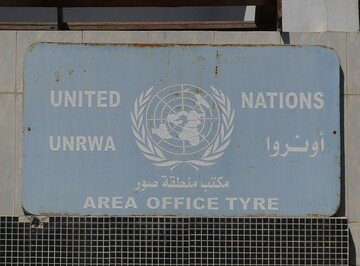 UNITED NATIONS
UNRWA أونروا
مكتب منطقة صور
AREA OFFICE TYRE